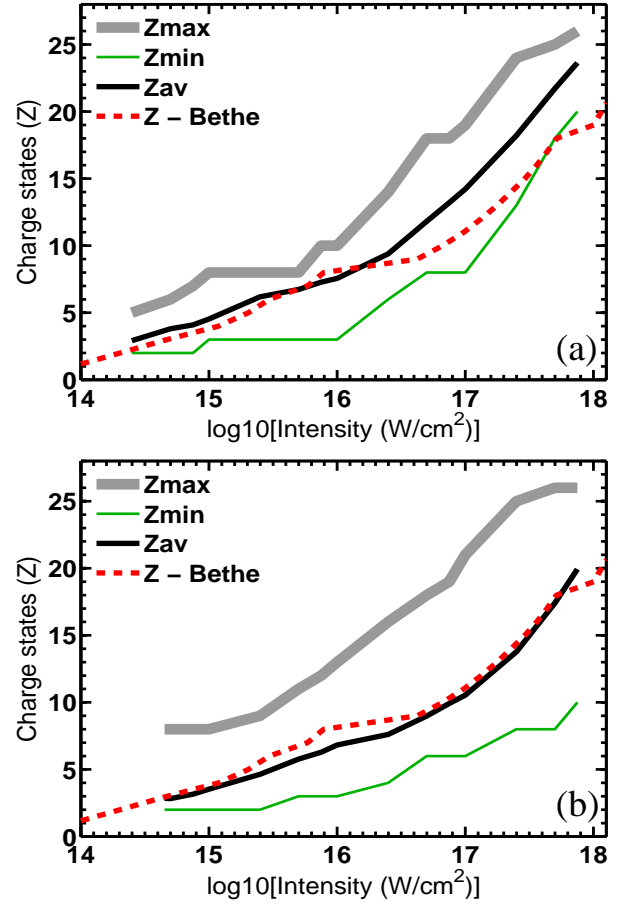 25
20
15
10
5
0
Charge states (Z)
Zmax
Zmin
Zav
Z − Bethe
(a)
14 15 16 17 18
log10[Intensity (W/cm²)]
25
20
15
10
5
0
Charge states (Z)
Zmax
Zmin
Zav
Z − Bethe
(b)
14 15 16 17 18
log10[Intensity (W/cm²)]